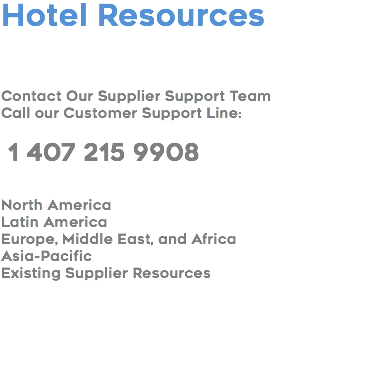 Hotel Resources
Contact Our Supplier Support Team
Call our Customer Support Line:
1 407 215 9908
North America
Latin America
Europe, Middle East, and Africa
Asia-Pacific
Existing Supplier Resources